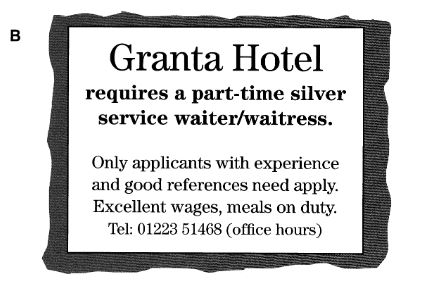 B
Granta Hotel
requires a part-time silver
service waiter/waitress.
Only applicants with experience
and good references need apply.
Excellent wages, meals on duty.
Tel: 01223 51468 (office hours)